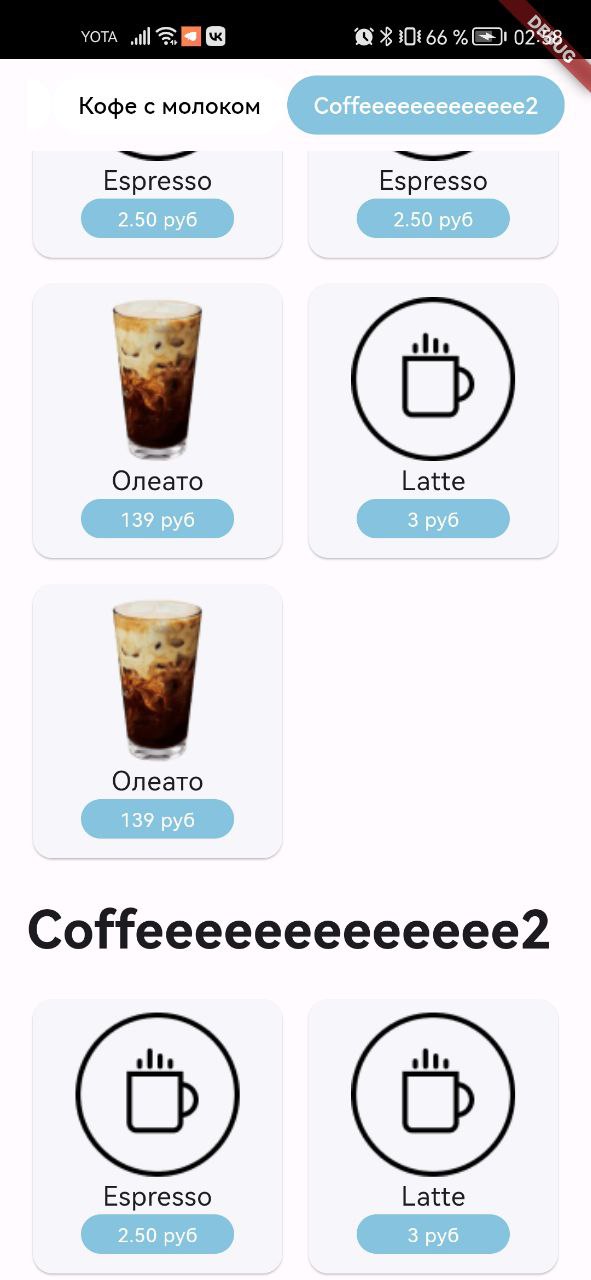 YOTA 66 % 02:
DEBUG
Кофе с молоком Coffeeeeeeeeeeeee2
Espresso Espresso
2.50 руб 2.50 руб
Олеато Latte
139 руб 3 руб
Олеато
139 руб
Coffeeeeeeeeeeeee2
Espresso Latte
2.50 руб 3 руб